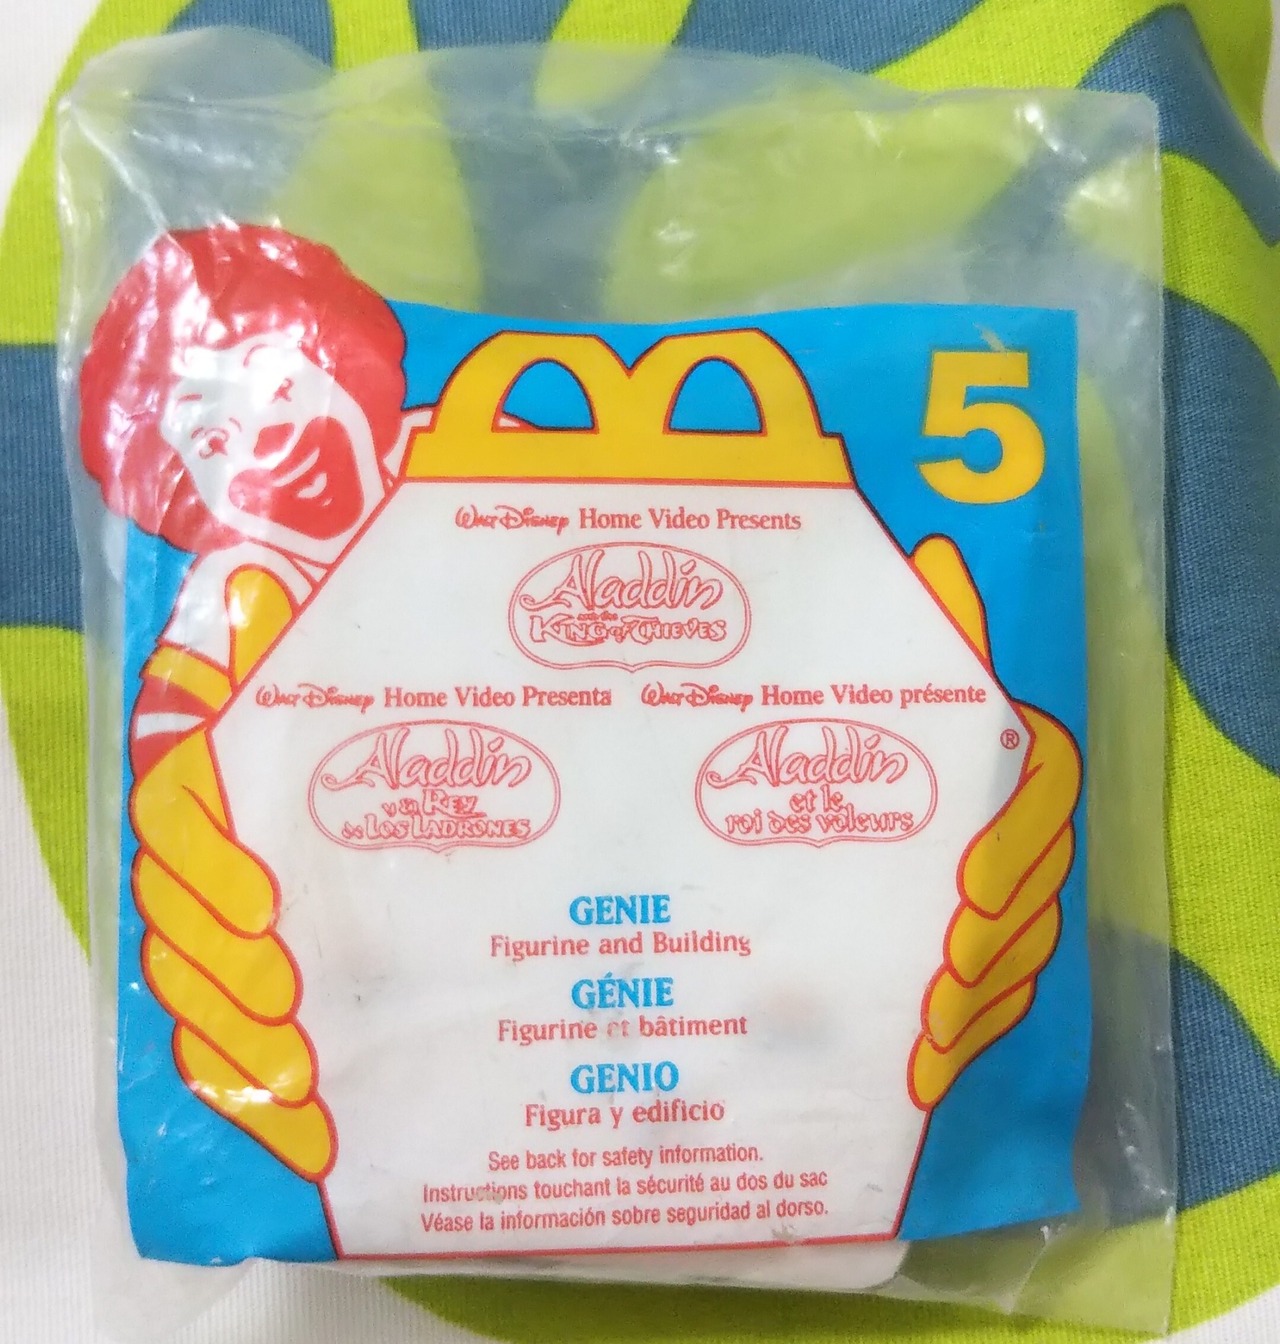 5
Walt Disney Home Video Presents
Aladdin
and the
King of Thieves
Walt Disney Home Video Presenta
Walt Disney Home Video présente
Aladdin
y el Rey
de Los Ladrones
Aladdin
et le
roi des voleurs
®
GENIE
Figurine and Building
GÉNIE
Figurine et bâtiment
GENIO
Figura y edificio
See back for safety information.
Instructions touchant la sécurité au dos du sac
Véase la información sobre seguridad al dorso.